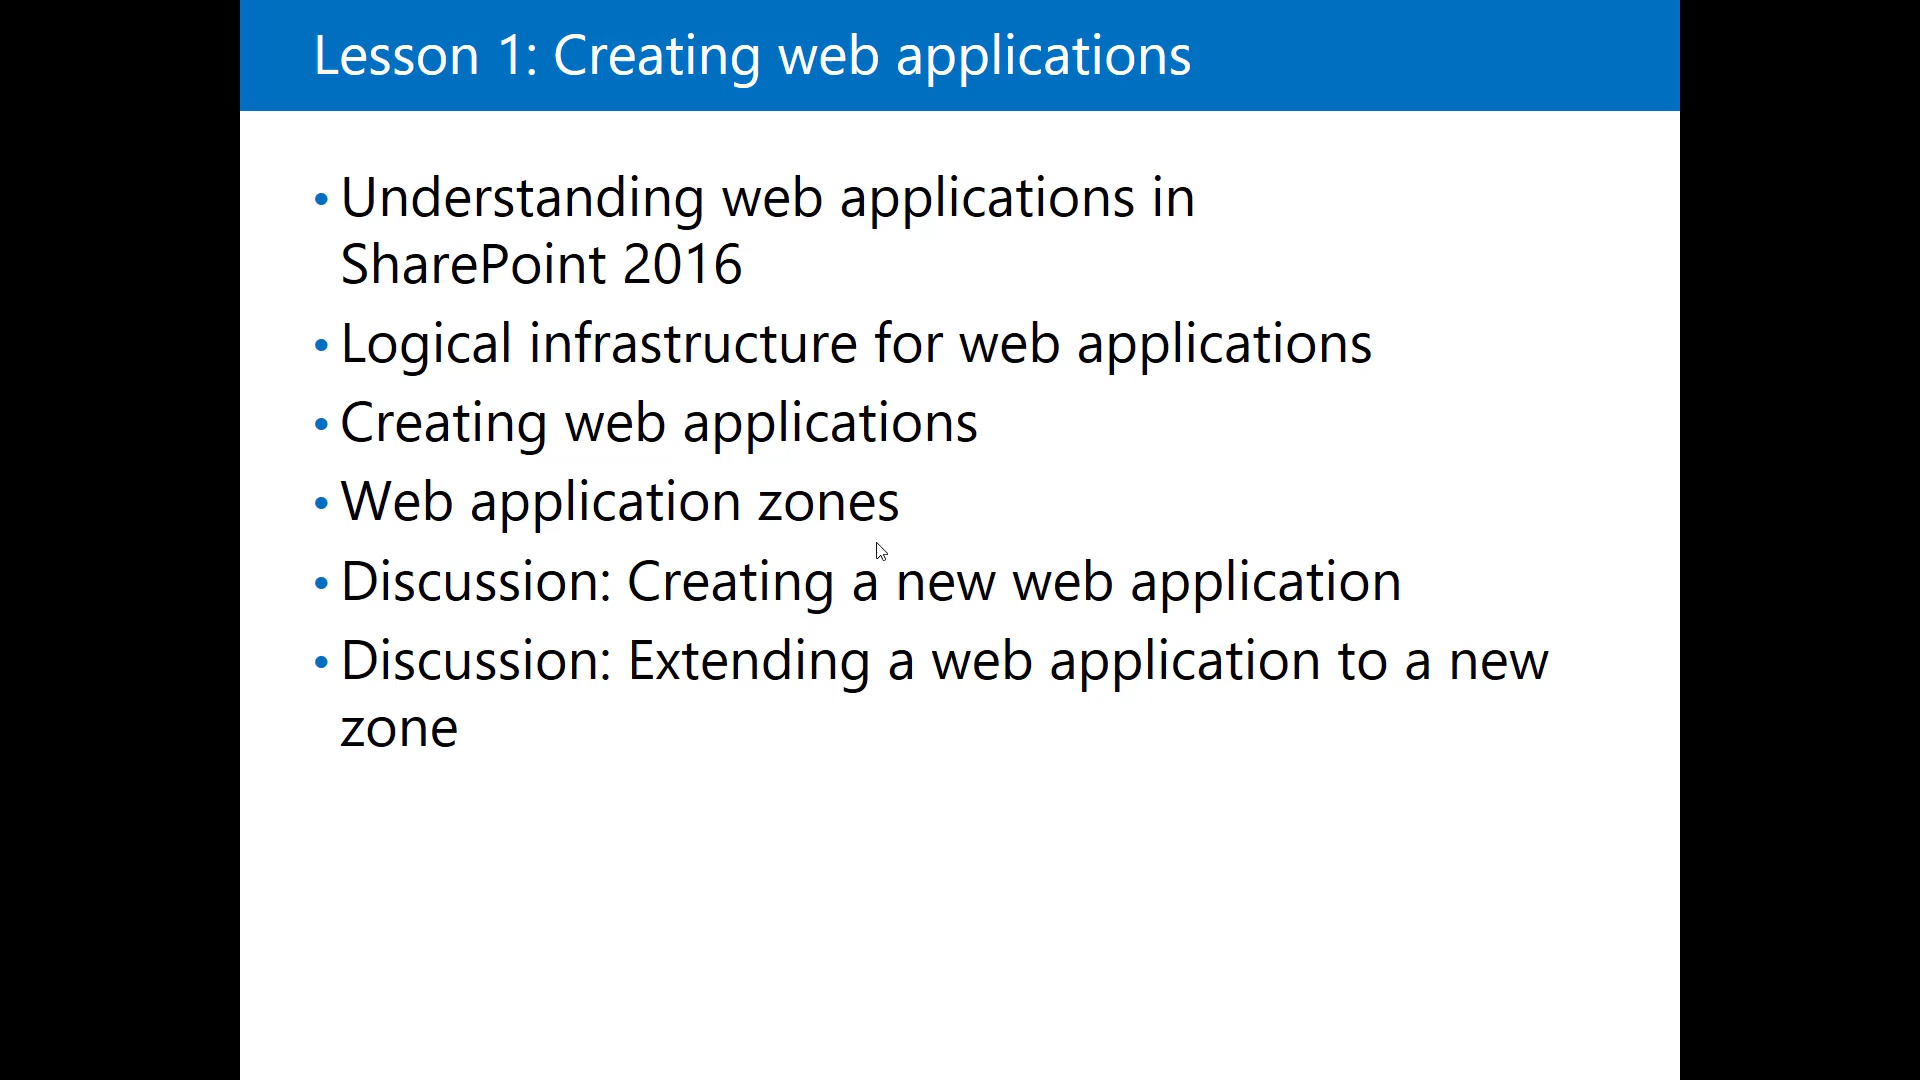 Lesson 1: Creating web applications
• Understanding web applications in
SharePoint 2016
• Logical infrastructure for web applications
• Creating web applications
• Web application zones
• Discussion: Creating a new web application
• Discussion: Extending a web application to a new
zone